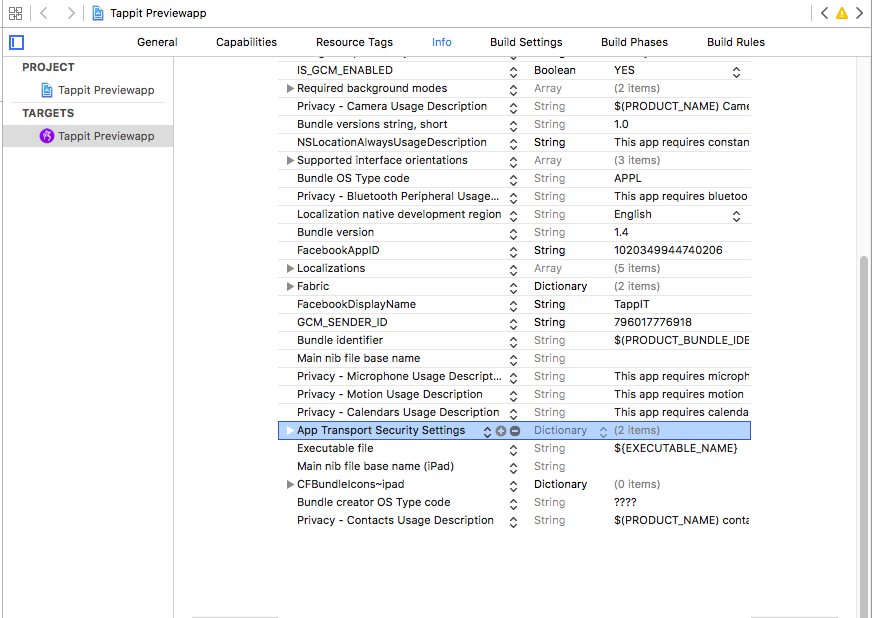 Tappit Previewapp
General Capabilities Resource Tags Info Build Settings Build Phases Build Rules
PROJECT
Tappit Previewapp
TARGETS
Tappit Previewapp
IS_GCM_ENABLED Boolean YES
Required background modes Array (2 items)
Privacy - Camera Usage Description String $(PRODUCT_NAME) Came
Bundle versions string, short String 1.0
NSLocationAlwaysUsageDescription String This app requires constan
Supported interface orientations Array (3 items)
Bundle OS Type code String APPL
Privacy - Bluetooth Peripheral Usage... String This app requires bluetoo
Localization native development region String English
Bundle version String 1.4
FacebookAppID String 1020349944740206
Localizations Array (5 items)
Fabric Dictionary (2 items)
FacebookDisplayName String TappIT
GCM_SENDER_ID String 796017776918
Bundle identifier String $(PRODUCT_BUNDLE_IDE
Main nib file base name String
Privacy - Microphone Usage Descript... String This app requires microph
Privacy - Motion Usage Description String This app requires motion
Privacy - Calendars Usage Description String This app requires calenda
App Transport Security Settings Dictionary (2 items)
Executable file String ${EXECUTABLE_NAME}
Main nib file base name (iPad) String
CFBundleIcons~ipad Dictionary (0 items)
Bundle creator OS Type code String ????
Privacy - Contacts Usage Description String $(PRODUCT_NAME) conta